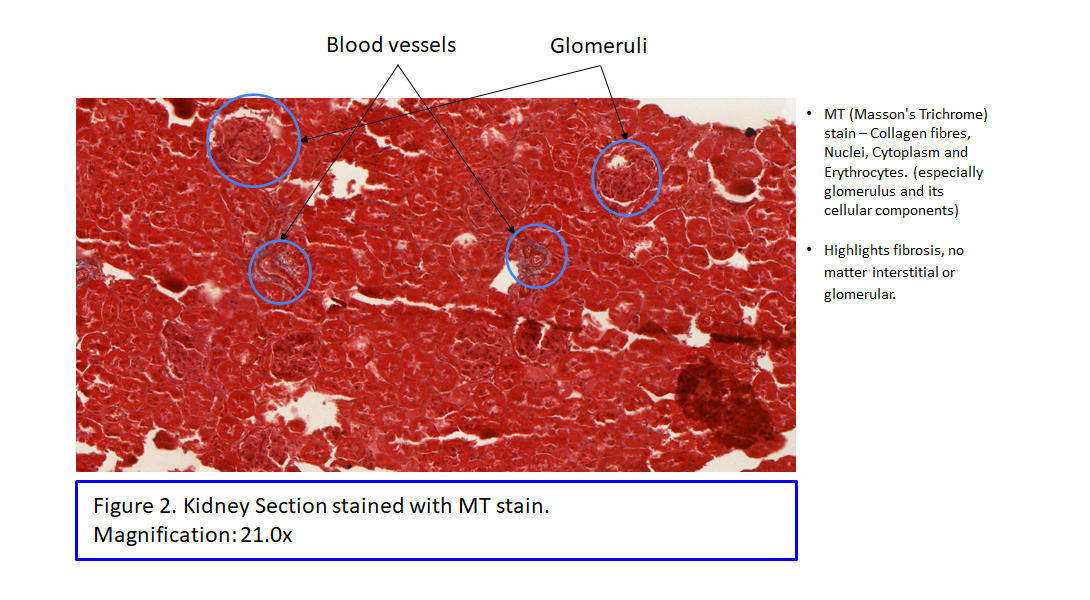 Blood vessels
Glomeruli
• MT (Masson's Trichrome)
stain – Collagen fibres,
Nuclei, Cytoplasm and
Erythrocytes. (especially
glomerulus and its
cellular components)
• Highlights fibrosis, no
matter interstitial or
glomerular.
Figure 2. Kidney Section stained with MT stain.
Magnification: 21.0x